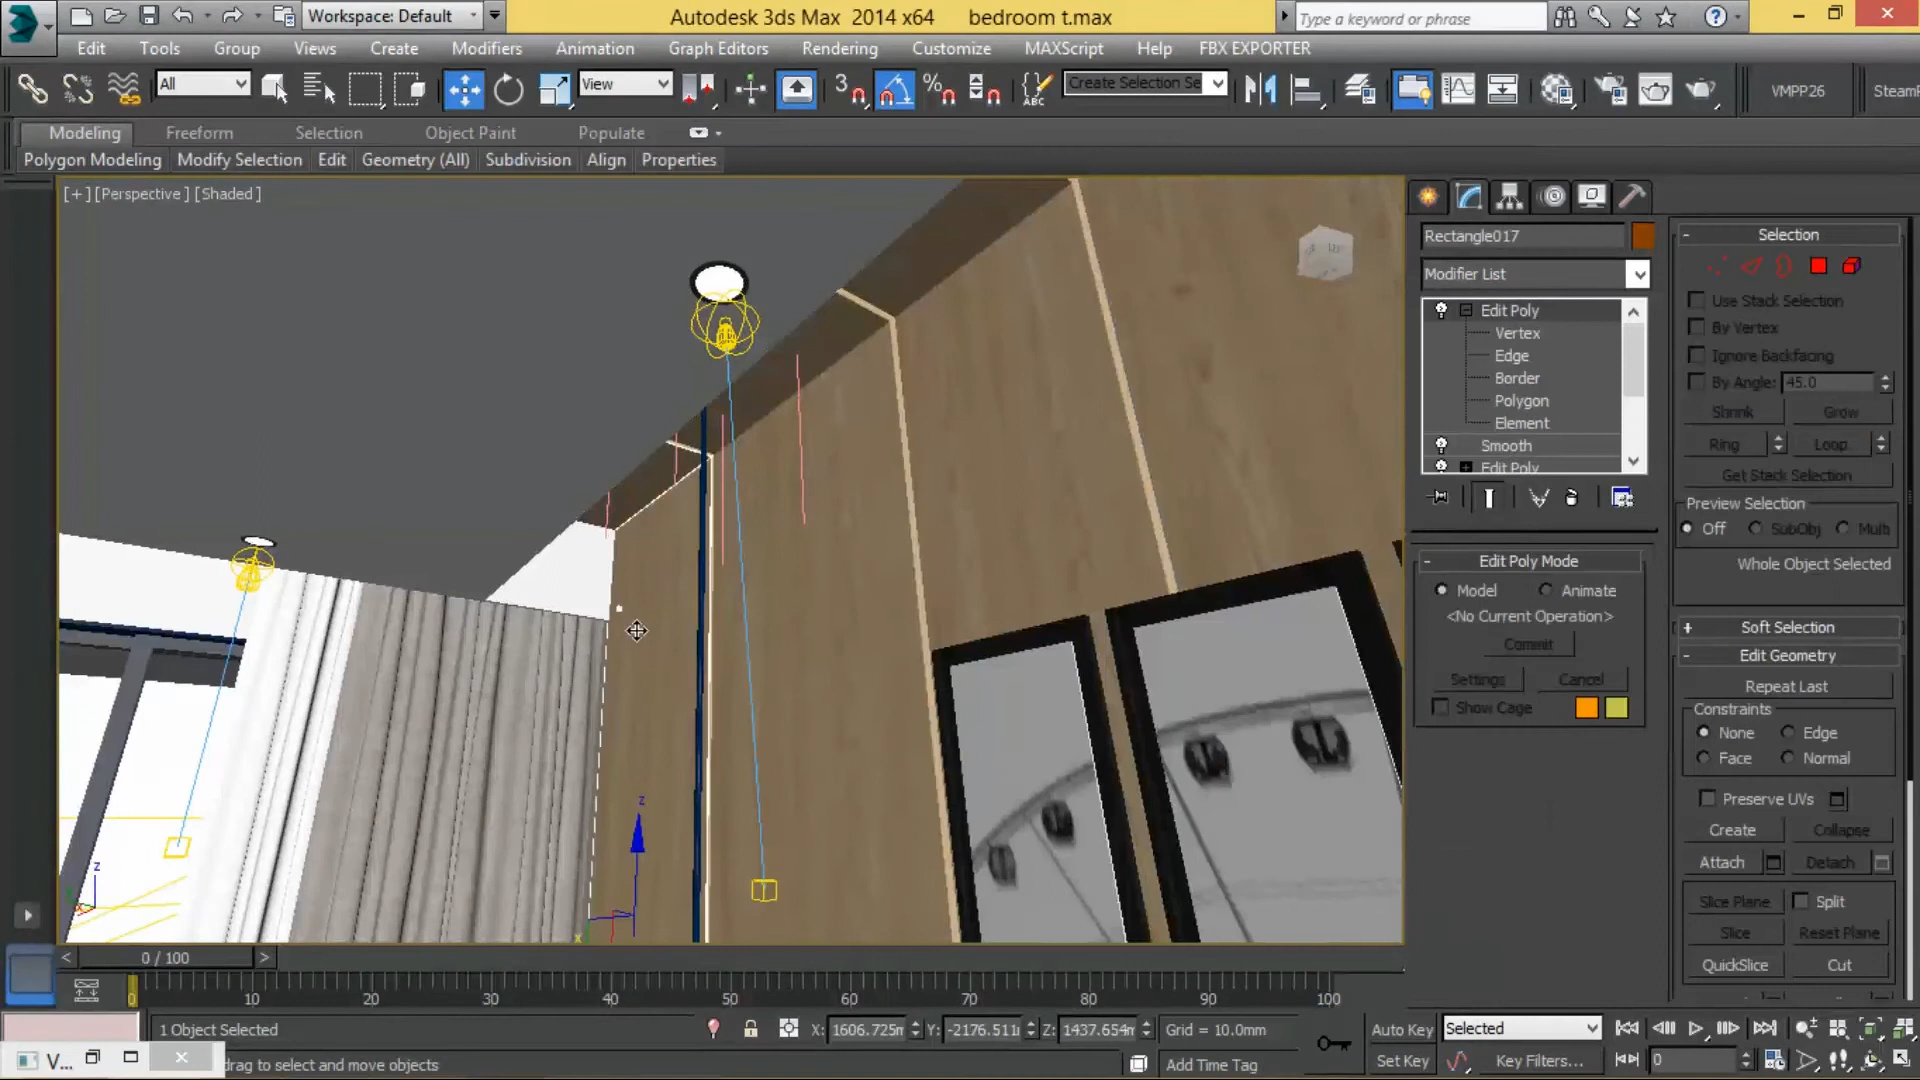 Workspace: Default
Autodesk 3ds Max 2014 x64 bedroom t.max
Type a keyword or phrase
Edit Tools Group Views Create Modifiers Animation Graph Editors Rendering Customize MAXScript Help FBX EXPORTER
All
View
3
%
ABC
Create Selection Se
VMPP26
Steam
Modeling Freeform Selection Object Paint Populate
Polygon Modeling Modify Selection Edit Geometry (All) Subdivision Align Properties
[+] [Perspective] [Shaded]
Rectangle017
Modifier List
Edit Poly
Vertex
Edge
Border
Polygon
Element
Smooth
Edit Poly
Edit Poly Mode
Model Animate
<No Current Operation>
Commit
Settings Cancel
Show Cage
Selection
Use Stack Selection
By Vertex
Ignore Backfacing
By Angle: 45.0
Shrink Grow
Ring Loop
Get Stack Selection
Preview Selection
Off SubObj Multi
Whole Object Selected
Soft Selection
Edit Geometry
Repeat Last
Constraints
None Edge
Face Normal
Preserve UVs
Create Collapse
Attach Detach
Slice Plane Split
Slice Reset Plane
QuickSlice Cut
z
z
x
< 0 / 100 >
0 10 20 30 40 50 60 70 80 90 100
1 Object Selected
X: 1606.725m Y: -2176.511 Z: 1437.654m Grid = 10.0mm
Auto Key Selected
V...
drag to select and move objects
Add Time Tag
Set Key Key Filters... 0